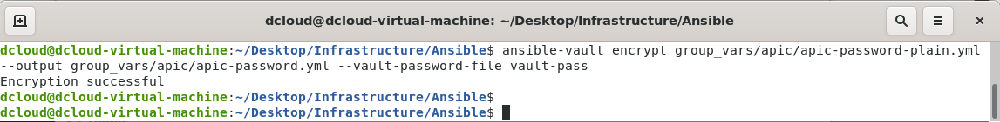 dcloud@dcloud-virtual-machine: ~/Desktop/Infrastructure/Ansible
dcloud@dcloud-virtual-machine:~/Desktop/Infrastructure/Ansible$ ansible-vault encrypt group_vars/apic/apic-password-plain.yml
--output group_vars/apic/apic-password.yml --vault-password-file vault-pass
Encryption successful
dcloud@dcloud-virtual-machine:~/Desktop/Infrastructure/Ansible$
dcloud@dcloud-virtual-machine:~/Desktop/Infrastructure/Ansible$